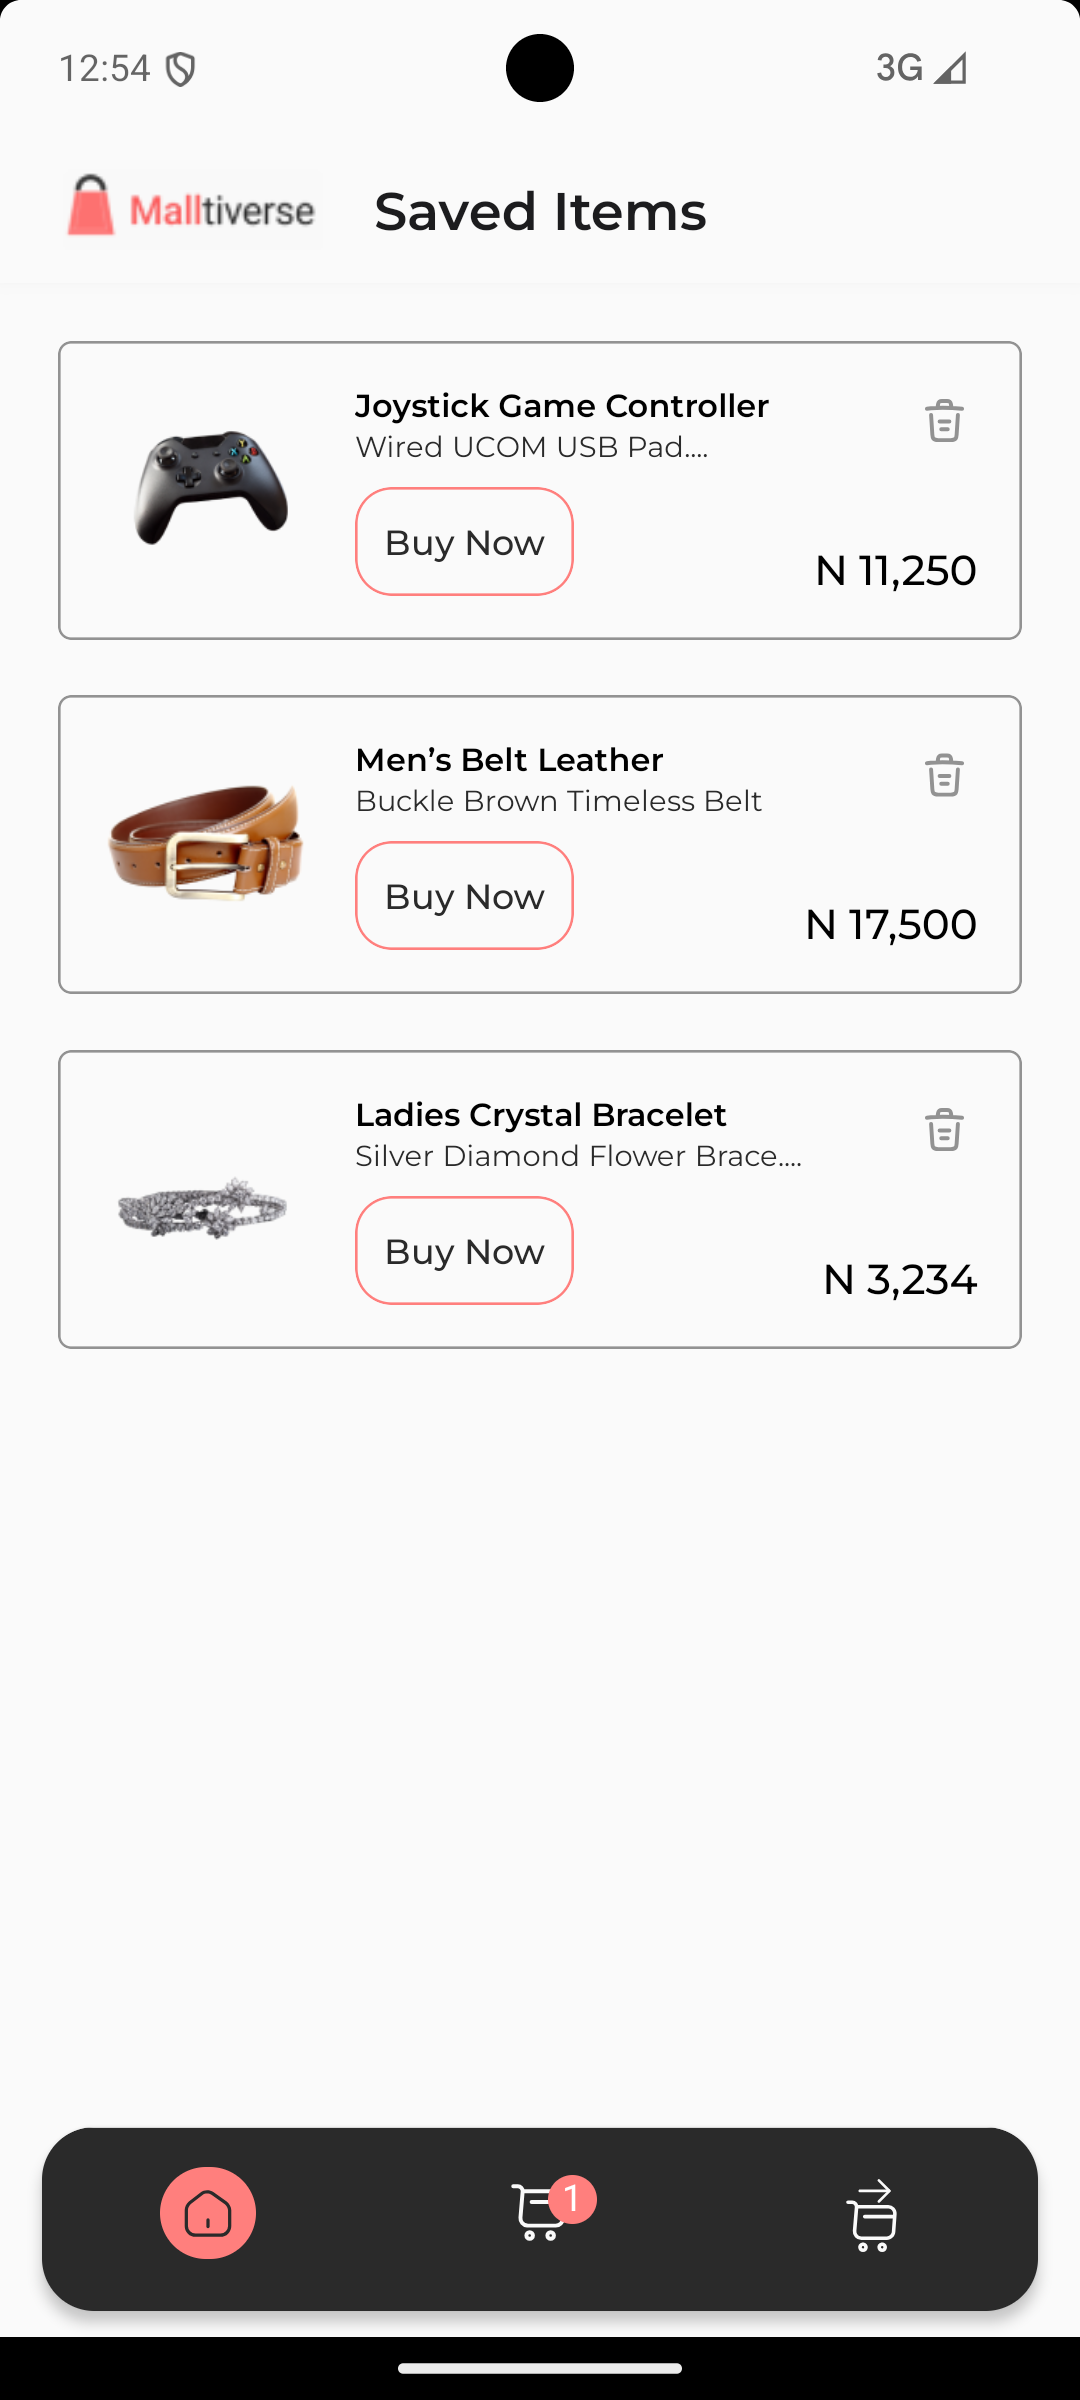 12:54
3G
Malltiverse
Saved Items
Joystick Game Controller
Wired UCOM USB Pad....
Buy Now
N 11,250
Men’s Belt Leather
Buckle Brown Timeless Belt
Buy Now
N 17,500
Ladies Crystal Bracelet
Silver Diamond Flower Brace....
Buy Now
N 3,234
1